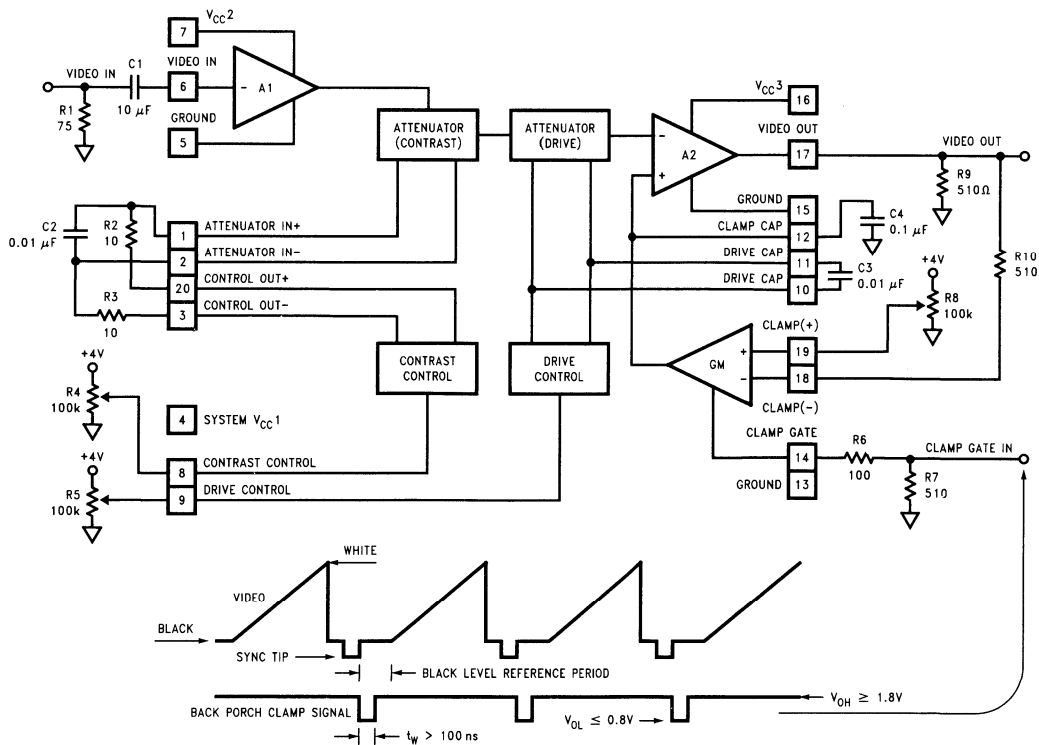 V_CC2
7
VIDEO IN
C1
10 µF
R1
75
VIDEO IN
6
− A1
GROUND
5
ATTENUATOR
(CONTRAST)
ATTENUATOR
(DRIVE)
−
A2
+
V_CC3
16
VIDEO OUT
17
VIDEO OUT
R9
510Ω
GROUND
15
CLAMP CAP
12
C4
0.1 µF
DRIVE CAP
11
DRIVE CAP
10
C3
0.01 µF
R10
510
C2
0.01 µF
R2
10
R3
10
1
ATTENUATOR IN+
2
ATTENUATOR IN−
20
CONTROL OUT+
3
CONTROL OUT−
CONTRAST
CONTROL
DRIVE
CONTROL
GM
+
−
CLAMP(+)
19
18
CLAMP(−)
+4V
R8
100k
+4V
R4
100k
4
SYSTEM V_CC1
CLAMP GATE
14
R6
100
CLAMP GATE IN
GROUND
13
R7
510
8
CONTRAST CONTROL
+4V
R5
100k
9
DRIVE CONTROL
WHITE
VIDEO
BLACK
SYNC TIP
BLACK LEVEL REFERENCE PERIOD
BACK PORCH CLAMP SIGNAL
V_OH ≥ 1.8V
V_OL ≤ 0.8V
t_W > 100 ns